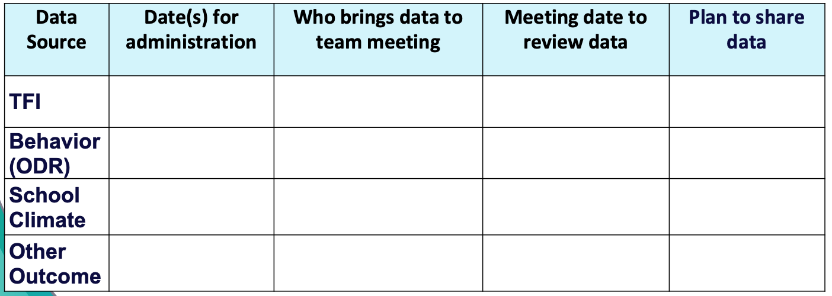 Data
Source
Date(s) for
administration
Who brings data to
team meeting
Meeting date to
review data
Plan to share
data
TFI
Behavior
(ODR)
School
Climate
Other
Outcome